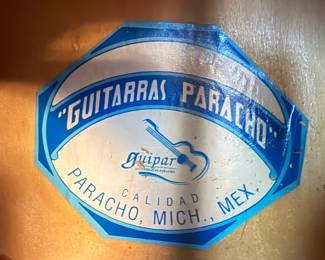 "GUITARRAS PARACHO"
guipar
CALIDAD
PARACHO, MICH., MEX.